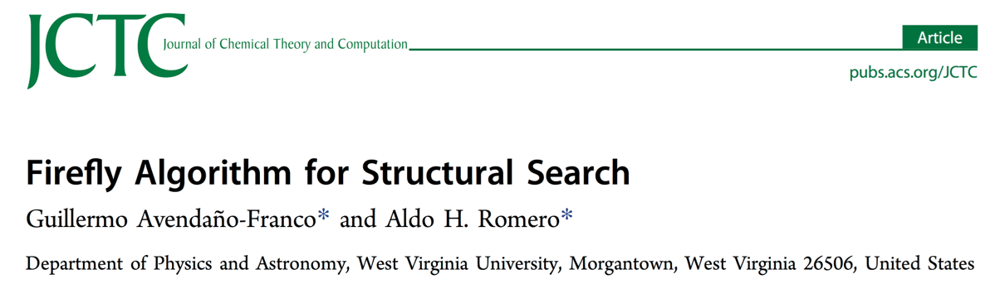 JCTC Journal of Chemical Theory and Computation
Article
pubs.acs.org/JCTC
Firefly Algorithm for Structural Search
Guillermo Avendaño-Franco* and Aldo H. Romero*
Department of Physics and Astronomy, West Virginia University, Morgantown, West Virginia 26506, United States